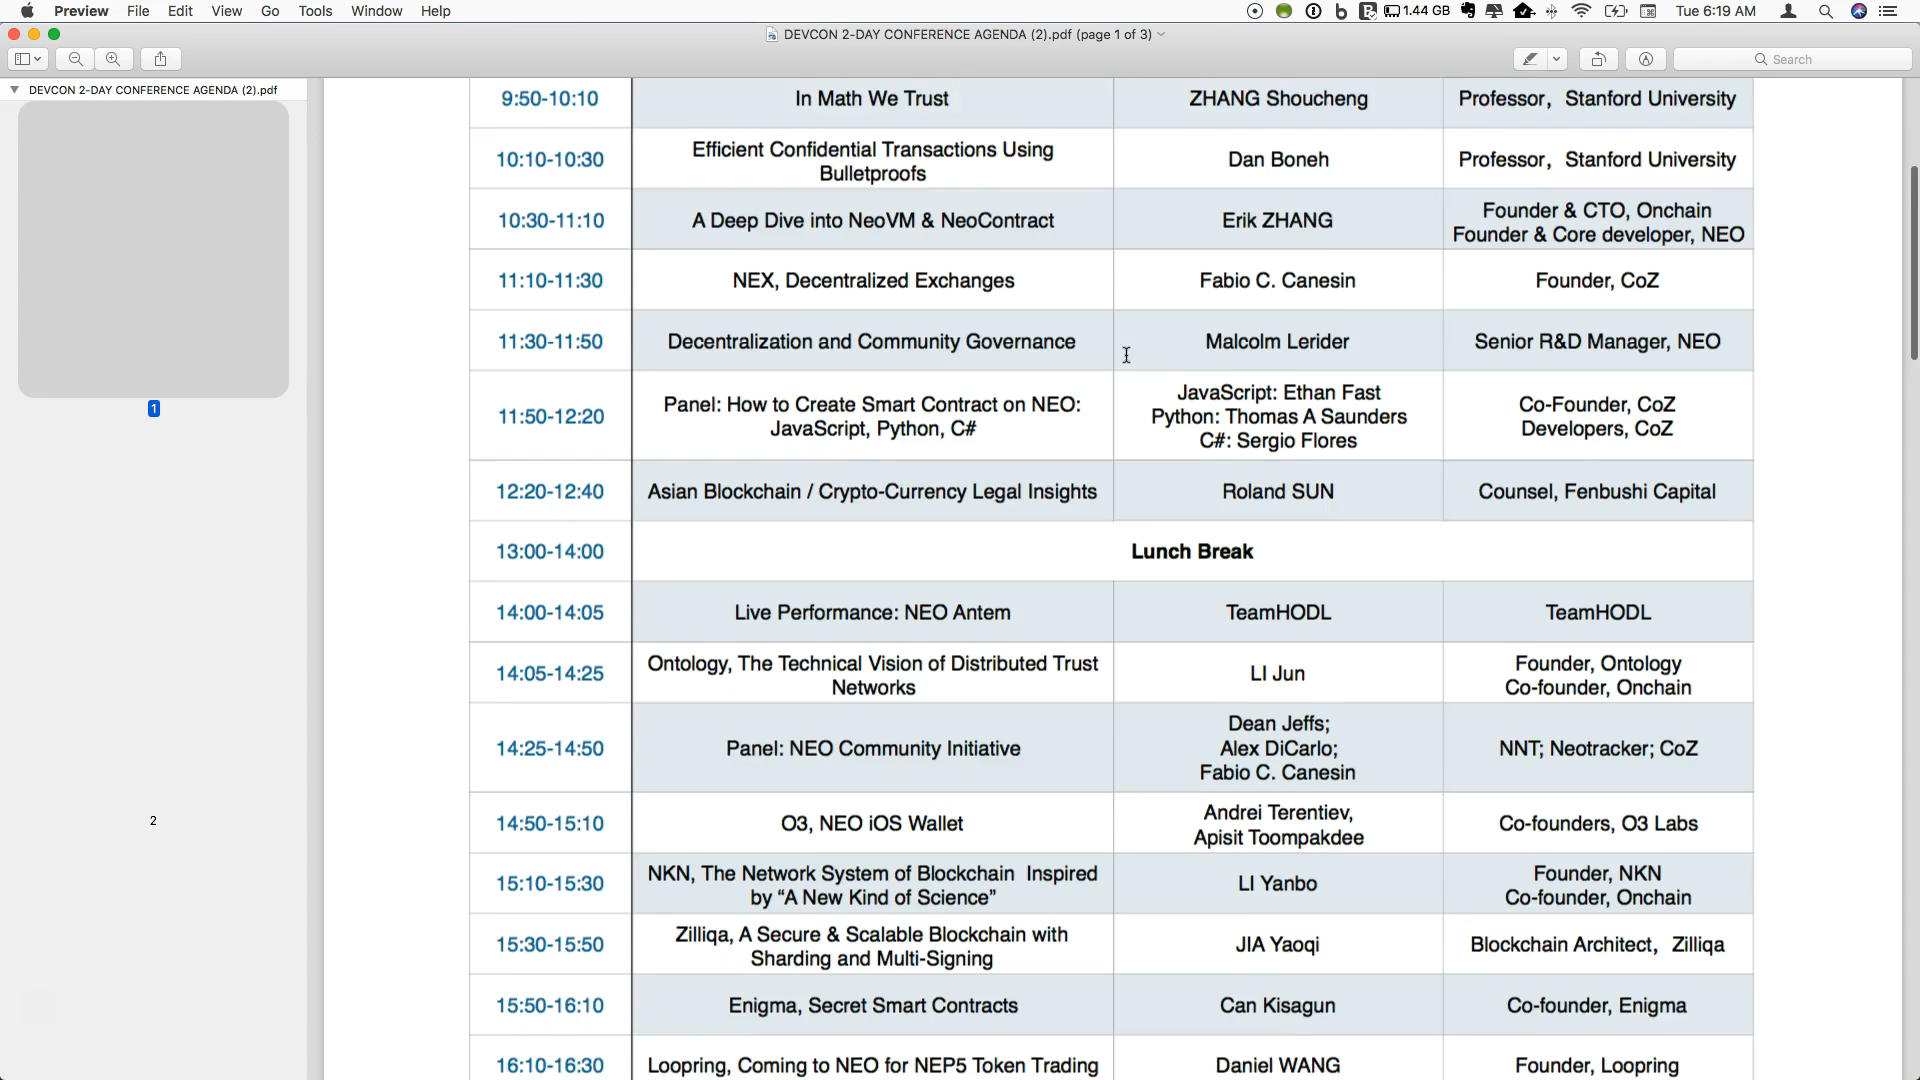 Preview File Edit View Go Tools Window Help 1.44 GB Tue 6:19 AM
DEVCON 2-DAY CONFERENCE AGENDA (2).pdf (page 1 of 3)
Search
DEVCON 2-DAY CONFERENCE AGENDA (2).pdf
1
2
9:50-10:10 In Math We Trust ZHANG Shoucheng Professor, Stanford University
10:10-10:30 Efficient Confidential Transactions Using
Bulletproofs Dan Boneh Professor, Stanford University
10:30-11:10 A Deep Dive into NeoVM & NeoContract Erik ZHANG Founder & CTO, Onchain
Founder & Core developer, NEO
11:10-11:30 NEX, Decentralized Exchanges Fabio C. Canesin Founder, CoZ
11:30-11:50 Decentralization and Community Governance Malcolm Lerider Senior R&D Manager, NEO
11:50-12:20 Panel: How to Create Smart Contract on NEO:
JavaScript, Python, C# JavaScript: Ethan Fast
Python: Thomas A Saunders
C#: Sergio Flores Co-Founder, CoZ
Developers, CoZ
12:20-12:40 Asian Blockchain / Crypto-Currency Legal Insights Roland SUN Counsel, Fenbushi Capital
13:00-14:00 Lunch Break
14:00-14:05 Live Performance: NEO Antem TeamHODL TeamHODL
14:05-14:25 Ontology, The Technical Vision of Distributed Trust
Networks LI Jun Founder, Ontology
Co-founder, Onchain
14:25-14:50 Panel: NEO Community Initiative Dean Jeffs;
Alex DiCarlo;
Fabio C. Canesin NNT; Neotracker; CoZ
14:50-15:10 O3, NEO iOS Wallet Andrei Terentiev,
Apisit Toompakdee Co-founders, O3 Labs
15:10-15:30 NKN, The Network System of Blockchain Inspired
by “A New Kind of Science” LI Yanbo Founder, NKN
Co-founder, Onchain
15:30-15:50 Zilliqa, A Secure & Scalable Blockchain with
Sharding and Multi-Signing JIA Yaoqi Blockchain Architect, Zilliqa
15:50-16:10 Enigma, Secret Smart Contracts Can Kisagun Co-founder, Enigma
16:10-16:30 Loopring, Coming to NEO for NEP5 Token Trading Daniel WANG Founder, Loopring